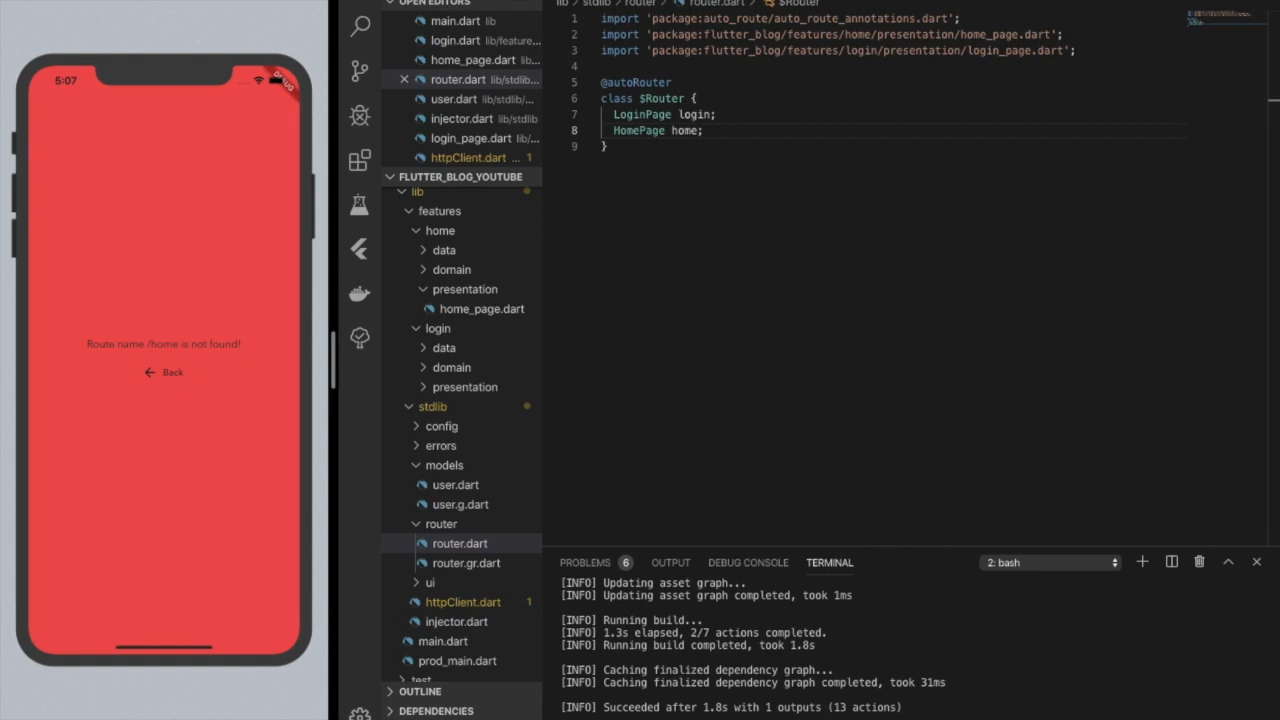 5:07
DEBUG
Route name /home is not found!
Back
OPEN EDITORS
main.dart lib
login.dart lib/feature...
home_page.dart lib/...
router.dart lib/stdlib...
user.dart lib/stdlib/...
injector.dart lib/stdlib
login_page.dart lib/...
httpClient.dart ... 1
FLUTTER_BLOG_YOUTUBE
lib
features
home
data
domain
presentation
home_page.dart
login
data
domain
presentation
stdlib
config
errors
models
user.dart
user.g.dart
router
router.dart
router.gr.dart
ui
httpClient.dart 1
injector.dart
main.dart
prod_main.dart
test
OUTLINE
DEPENDENCIES
lib > stdlib > router > router.dart > $Router
1 import 'package:auto_route/auto_route_annotations.dart';
2 import 'package:flutter_blog/features/home/presentation/home_page.dart';
3 import 'package:flutter_blog/features/login/presentation/login_page.dart';
4
5 @autoRouter
6 class $Router {
7 LoginPage login;
8 HomePage home;
9 }
PROBLEMS 6 OUTPUT DEBUG CONSOLE TERMINAL 2: bash
[INFO] Updating asset graph...
[INFO] Updating asset graph completed, took 1ms
[INFO] Running build...
[INFO] 1.3s elapsed, 2/7 actions completed.
[INFO] Running build completed, took 1.8s
[INFO] Caching finalized dependency graph...
[INFO] Caching finalized dependency graph completed, took 31ms
[INFO] Succeeded after 1.8s with 1 outputs (13 actions)